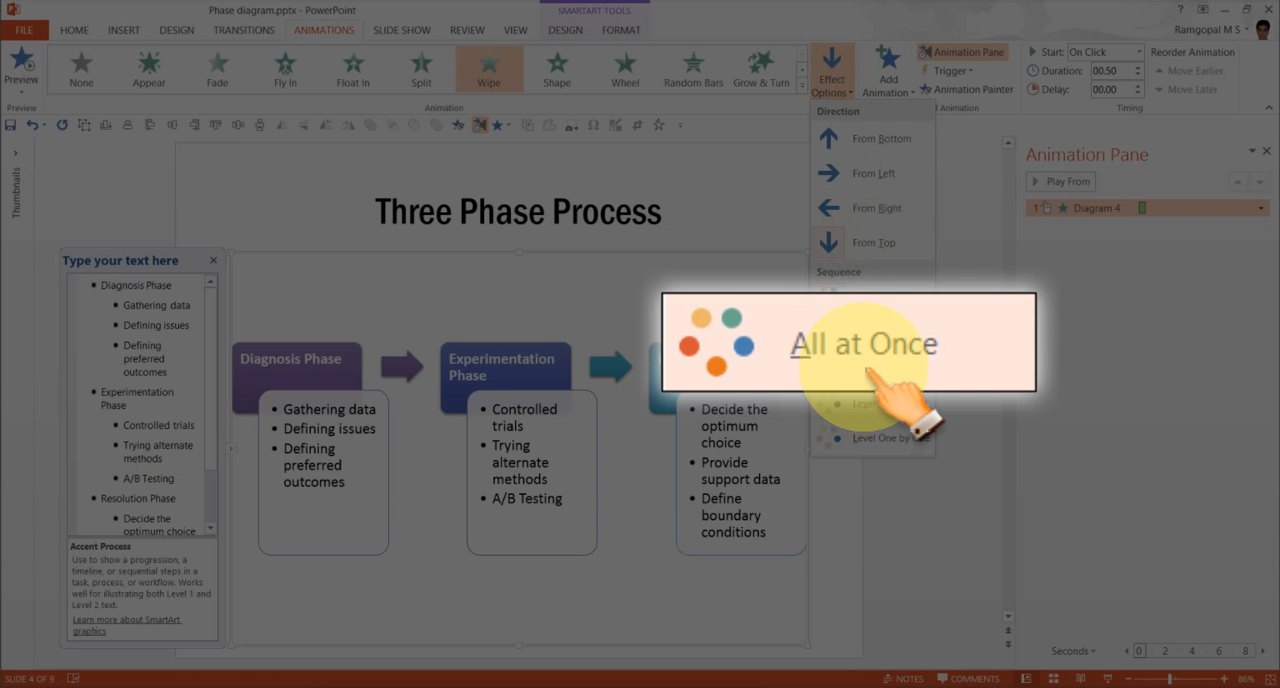 Phase diagram.pptx - PowerPoint
SMARTART TOOLS
FILE
HOME
INSERT
DESIGN
TRANSITIONS
ANIMATIONS
SLIDE SHOW
REVIEW
VIEW
DESIGN
FORMAT
Ramgopal M S
Preview
None
Appear
Fade
Fly In
Float In
Split
Wipe
Shape
Wheel
Random Bars
Grow & Turn
Effect
Options
Add
Animation
Animation Pane
Trigger
Animation Painter
Start: On Click
Duration: 00.50
Delay: 00.00
Reorder Animation
Move Earlier
Move Later
Preview
Animation
Animation
Timing
Thumbnails
Three Phase Process
Type your text here
Diagnosis Phase
Gathering data
Defining issues
Defining
preferred
outcomes
Experimentation
Phase
Controlled trials
Trying alternate
methods
A/B Testing
Resolution Phase
Decide the
optimum choice
Accent Process
Use to show a progression, a
timeline, or sequential steps in a
task, process, or workflow. Works
well for illustrating both Level 1 and
Level 2 text.
Learn more about SmartArt
graphics
Diagnosis Phase
• Gathering data
• Defining issues
• Defining
preferred
outcomes
Experimentation
Phase
• Controlled
trials
• Trying
alternate
methods
• A/B Testing
• Decide the
optimum
choice
• Provide
support data
• Define
boundary
conditions
Direction
From Bottom
From Left
From Right
From Top
Sequence
All at Once
Level One by
Animation Pane
Play From
1
Diagram 4
Seconds
0 2 4 6 8
SLIDE 4 OF 9
NOTES
COMMENTS
86%